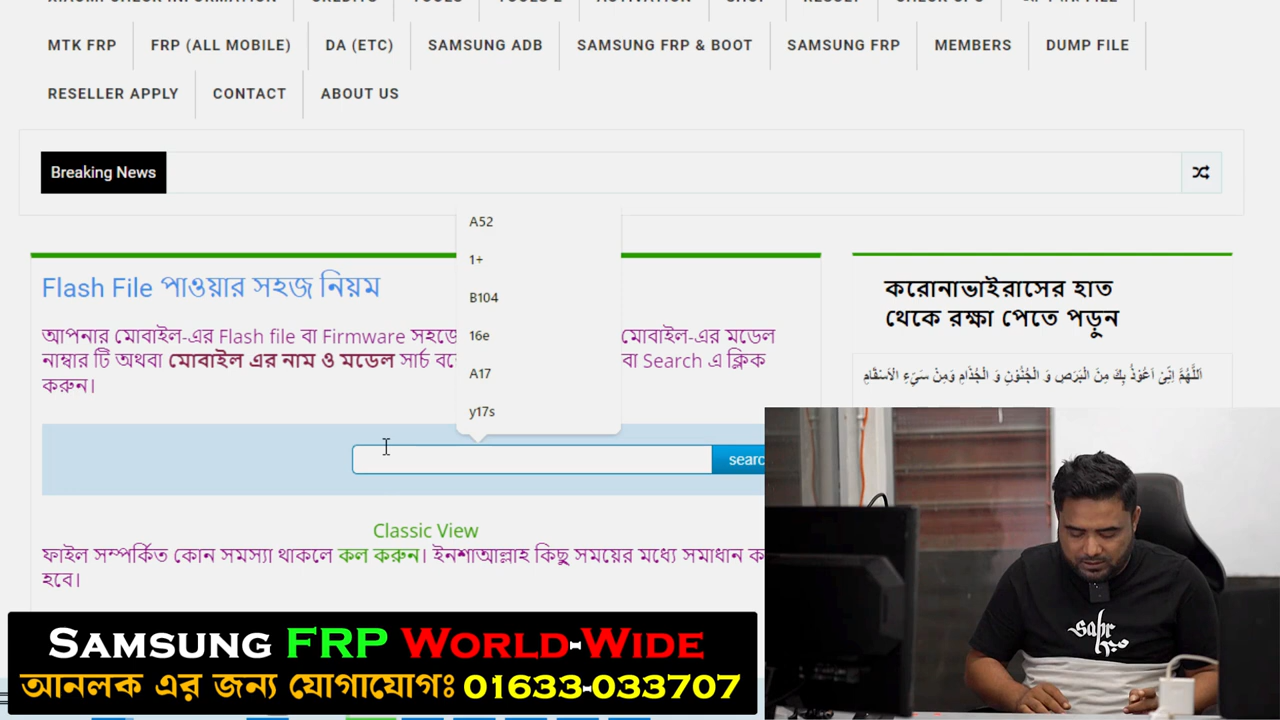 TOOLS
MTK FRP
FRP (ALL MOBILE)
DA (ETC)
SAMSUNG ADB
SAMSUNG FRP & BOOT
SAMSUNG FRP
MEMBERS
DUMP FILE
RESELLER APPLY
CONTACT
ABOUT US
Breaking News
A52
1+
B104
16e
A17
y17s
Flash File পাওয়ার সহজ নিয়ম
আপনার মোবাইল-এর Flash file বা Firmware সহজে মোবাইল-এর মডেল
নাম্বার টি অথবা মোবাইল এর নাম ও মডেল সার্চ বা Search এ ক্লিক
করুন।
searc
Classic View
ফাইল সম্পর্কিত কোন সমস্যা থাকলে কল করুন। ইনশাআল্লাহ কিছু সময়ের মধ্যে সমাধান
হবে।
করোনাভাইরাসের হাত
থেকে রক্ষা পেতে পড়ুন
اَللَّهُمَّ اِنِّىْ اَعُوْذُ بِكَ مِنَ الْبَرَصِ وَ الْجُنُوْنِ وَ الْجُذَامِ وَمِنْ سَىِّءِ الْاَسْقَامِ
SAMSUNG FRP WORLD-WIDE
আনলক এর জন্য যোগাযোগঃ 01633-033707
sabr